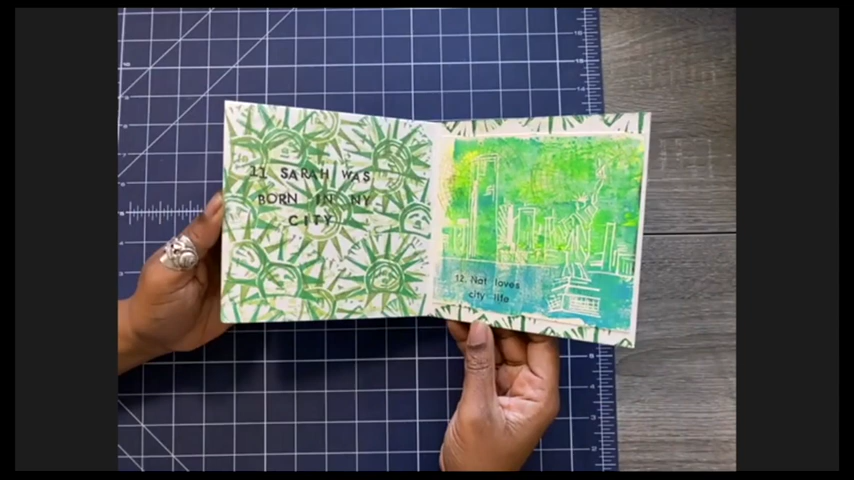 11 SARAH WAS
BORN IN NY
CITY
12. Nat loves
city life